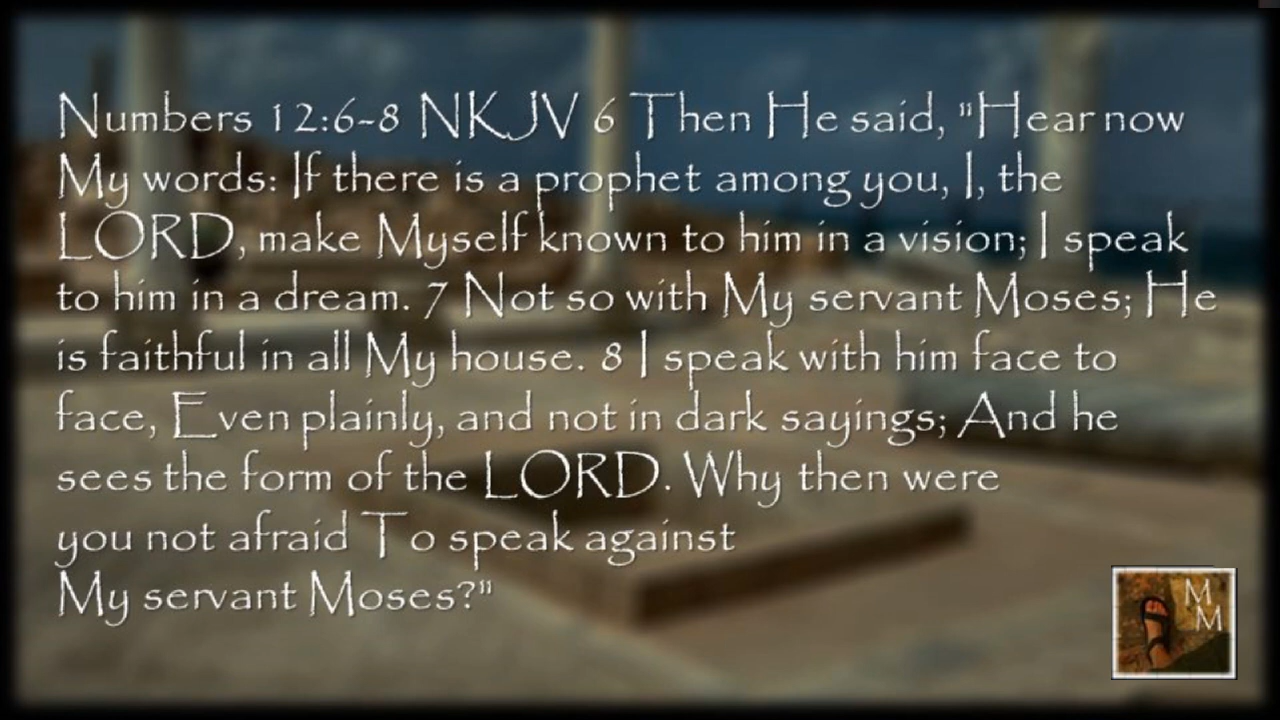 Numbers 12:6-8 NKJV 6 Then He said, "Hear now
My words: If there is a prophet among you, I, the
LORD, make Myself known to him in a vision; I speak
to him in a dream. 7 Not so with My servant Moses; He
is faithful in all My house. 8 I speak with him face to
face, Even plainly, and not in dark sayings; And he
sees the form of the LORD. Why then were
you not afraid To speak against
My servant Moses?"
M
M